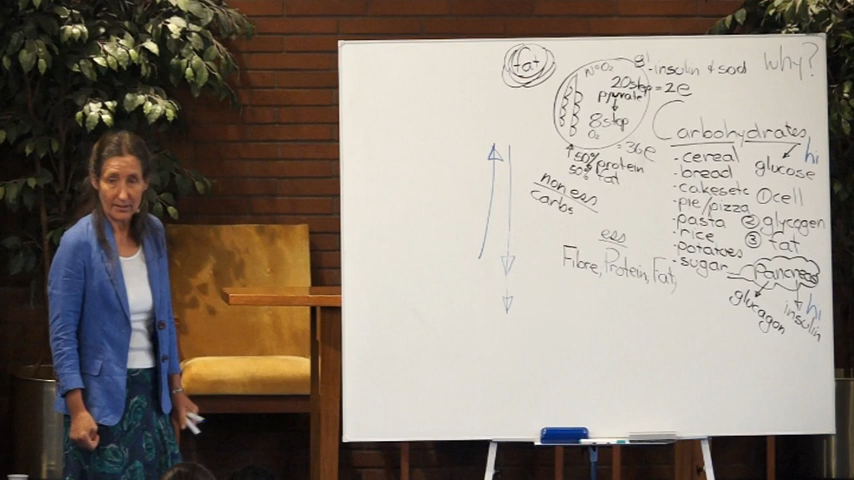 fat
insulin + sod
why?
NO O₂
20 step = 2e
pyruvate
8 step
O₂
= 36e
50% protein
50% fat
non ess
carbs
ess
Fibre, Protein, Fat,
Carbohydrates
- cereal
- bread
- cakes etc
- pie/pizza
- pasta
- rice
- potatoes
- sugar
hi
glucose
① cell
② glycogen
③ fat
pancreas
glucagon
hi
insulin